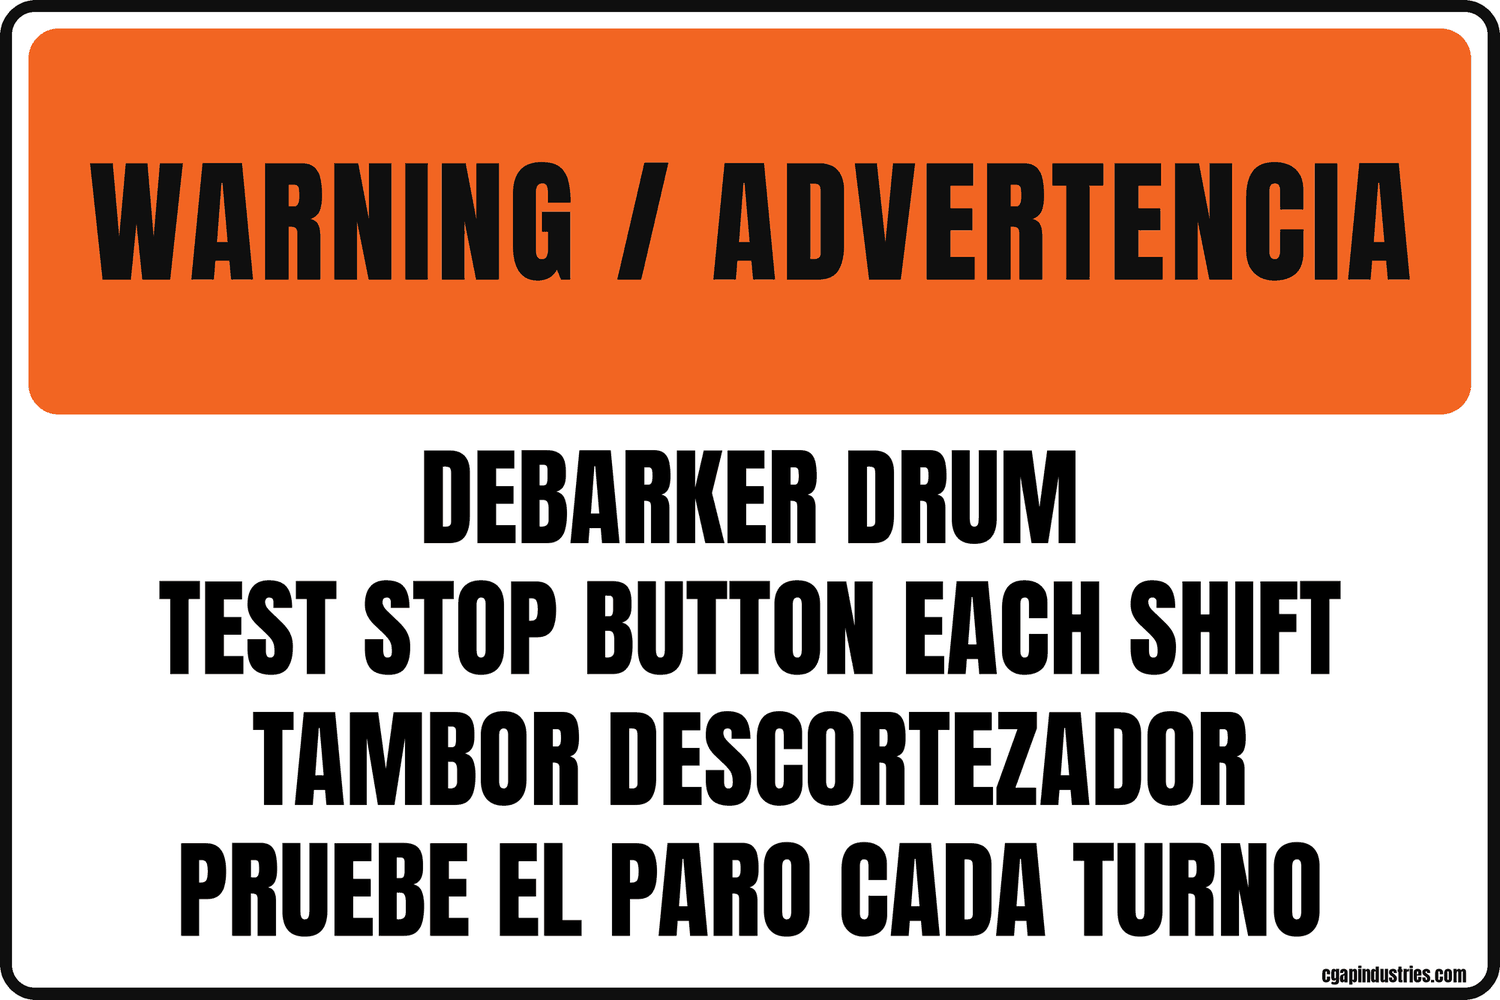 WARNING / ADVERTENCIA
DEBARKER DRUM
TEST STOP BUTTON EACH SHIFT
TAMBOR DESCORTEZADOR
PRUEBE EL PARO CADA TURNO
cgapindustries.com